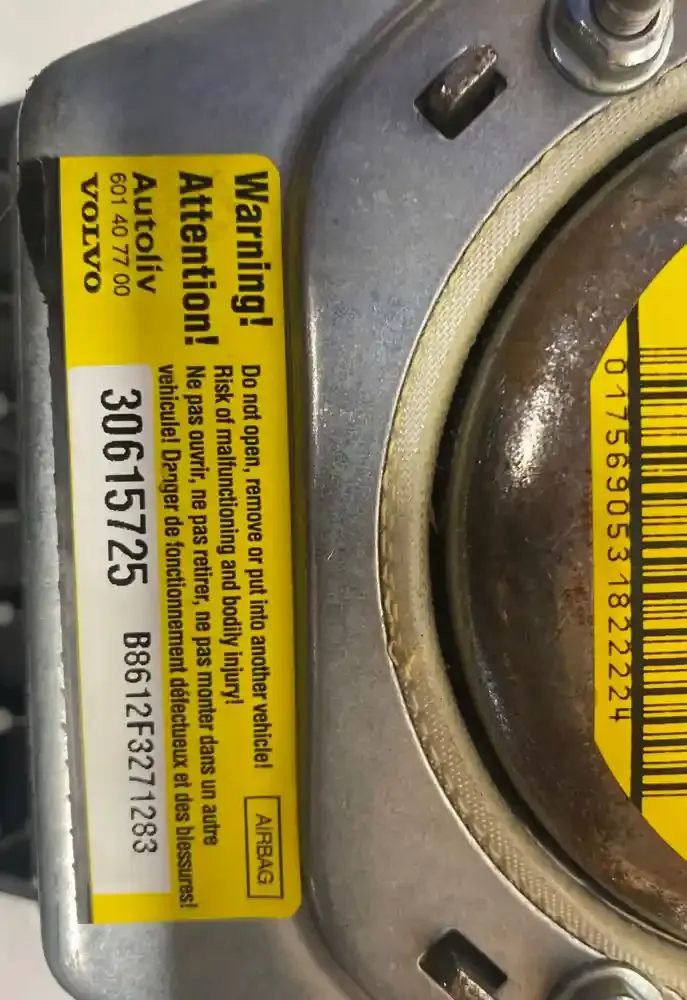 Warning!
Attention!
Autoliv
601 40 77 00
VOLVO
Do not open, remove or put into another vehicle!
Risk of malfunctioning and bodily injury!
Ne pas ouvrir, ne pas retirer, ne pas monter dans un autre
vehicule! Danger de fonctionnement défectueux et des blessures!
AIRBAG
30615725 B8612F3271283
0175690531822224